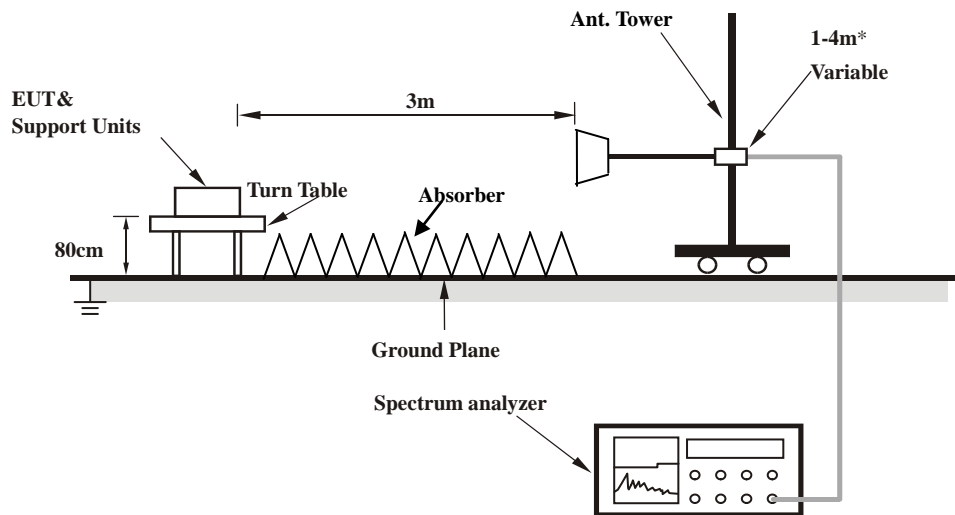 Ant. Tower
1-4m*
Variable
3m
EUT&
Support Units
Turn Table
Absorber
80cm
Ground Plane
Spectrum analyzer